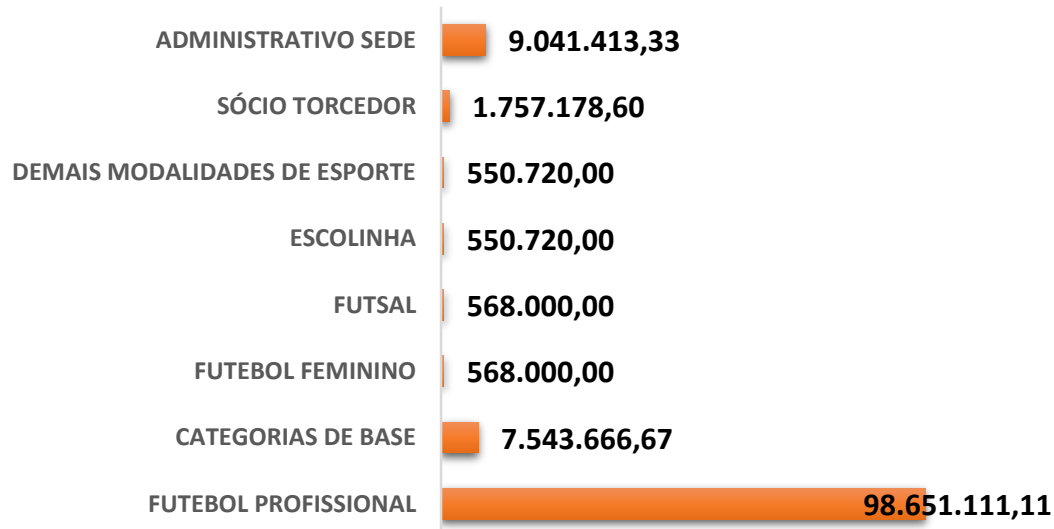 ADMINISTRATIVO SEDE 9.041.413,33
SÓCIO TORCEDOR 1.757.178,60
DEMAIS MODALIDADES DE ESPORTE 550.720,00
ESCOLINHA 550.720,00
FUTSAL 568.000,00
FUTEBOL FEMININO 568.000,00
CATEGORIAS DE BASE 7.543.666,67
FUTEBOL PROFISSIONAL 98.651.111,11